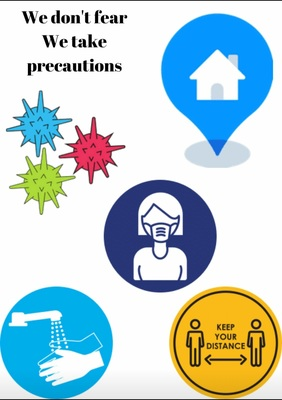 We don't fear
We take
precautions
KEEP
YOUR
DISTANCE